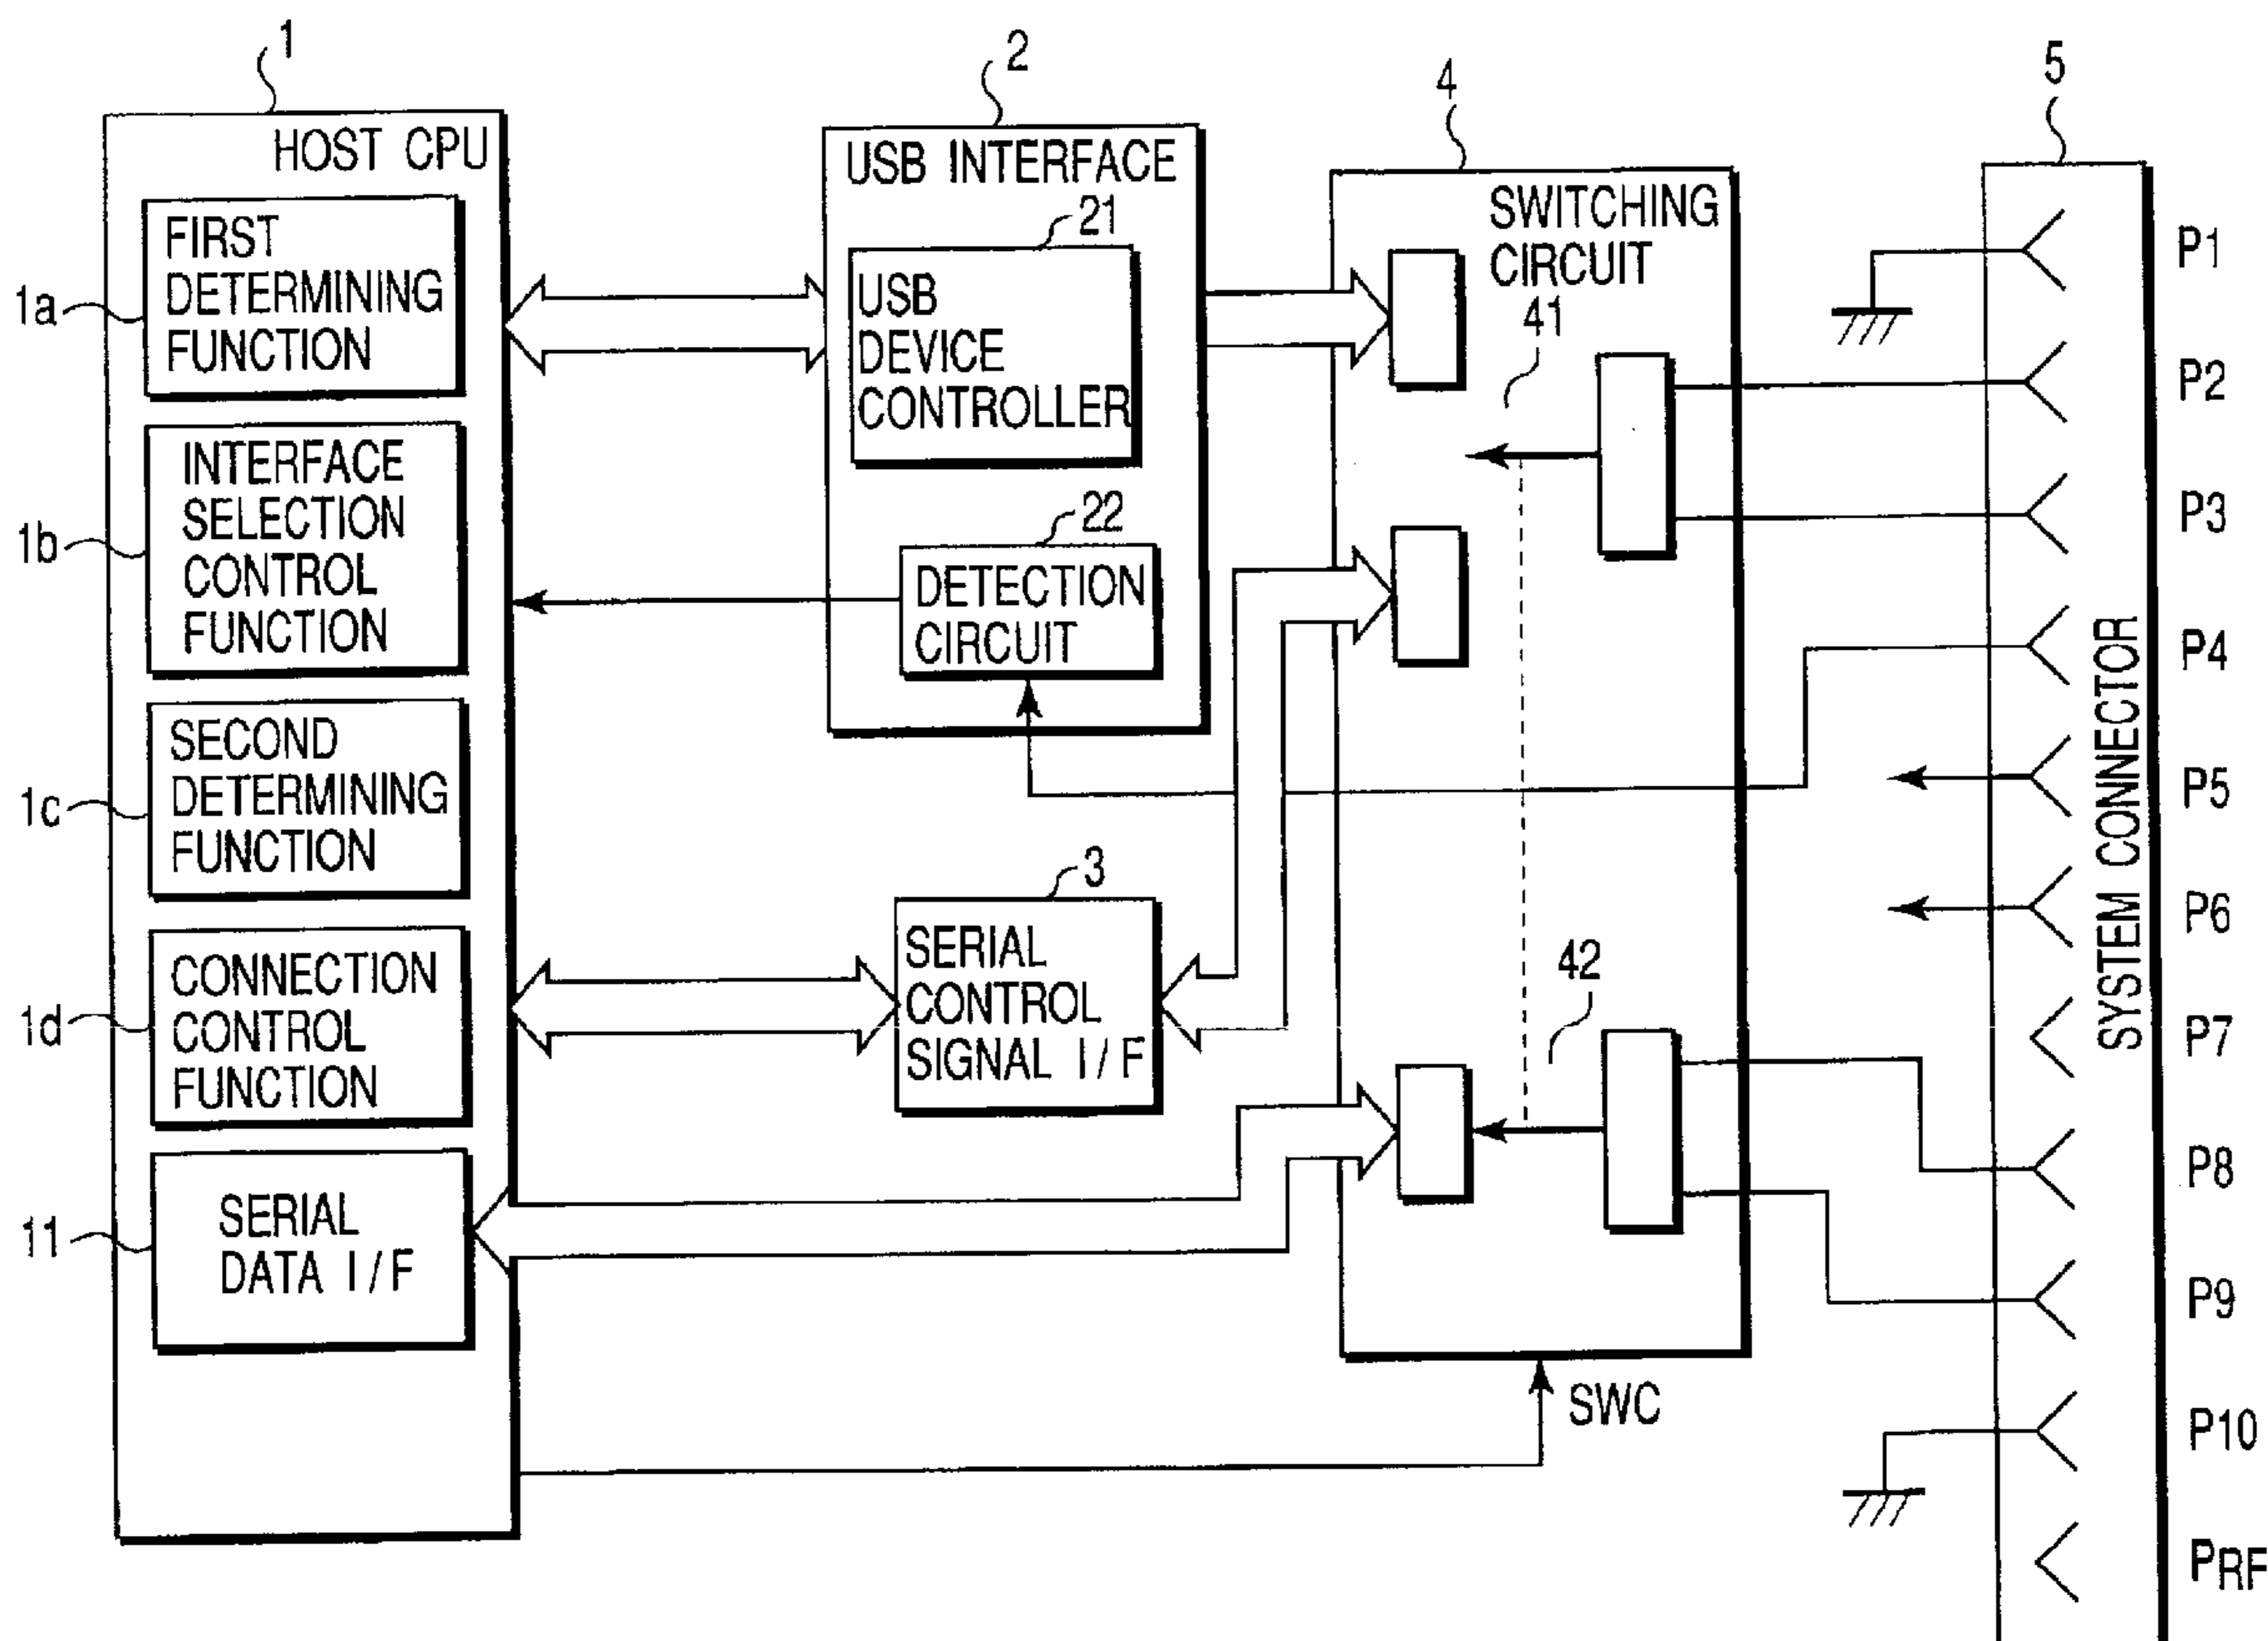 1
HOST CPU
1a
FIRST
DETERMINING
FUNCTION
1b
INTERFACE
SELECTION
CONTROL
FUNCTION
1c
SECOND
DETERMINING
FUNCTION
1d
CONNECTION
CONTROL
FUNCTION
11
SERIAL
DATA I/F
2
USB INTERFACE
21
USB
DEVICE
CONTROLLER
22
DETECTION
CIRCUIT
3
SERIAL
CONTROL
SIGNAL I/F
4
SWITCHING
CIRCUIT
41
42
SWC
5
SYSTEM CONNECTOR
P1
P2
P3
P4
P5
P6
P7
P8
P9
P10
PRF